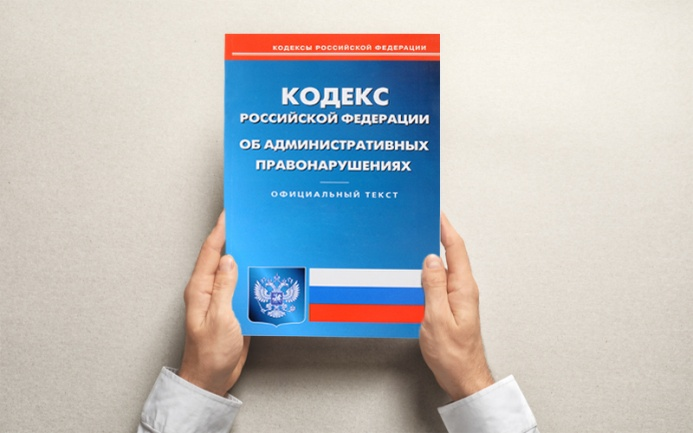 КОДЕКСЫ РОССИЙСКОЙ ФЕДЕРАЦИИ
КОДЕКС
РОССИЙСКОЙ ФЕДЕРАЦИИ
ОБ АДМИНИСТРАТИВНЫХ
ПРАВОНАРУШЕНИЯХ
ОФИЦИАЛЬНЫЙ ТЕКСТ